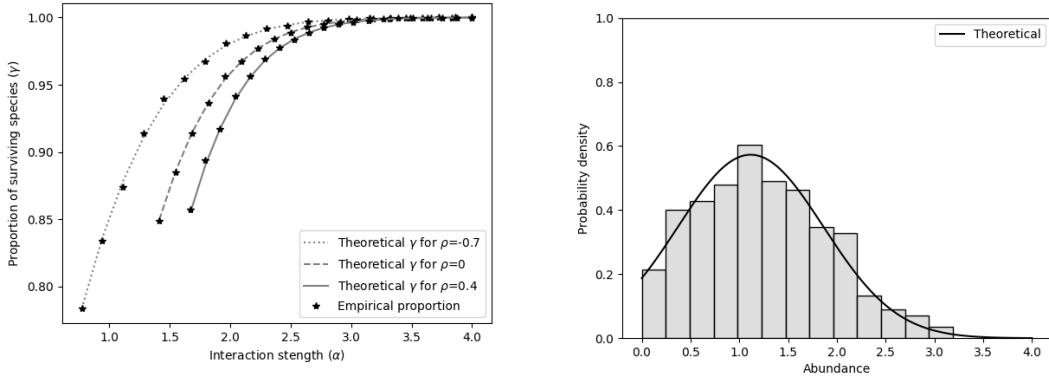 1.00
0.95
0.90
0.85
0.80
Proportion of surviving species (γ)
Theoretical γ for ρ=-0.7
Theoretical γ for ρ=0
Theoretical γ for ρ=0.4
Empirical proportion
1.0 1.5 2.0 2.5 3.0 3.5 4.0
Interaction stength (α)
1.0
0.8
0.6
0.4
0.2
0.0
Probability density
Theoretical
0.0 0.5 1.0 1.5 2.0 2.5 3.0 3.5 4.0
Abundance